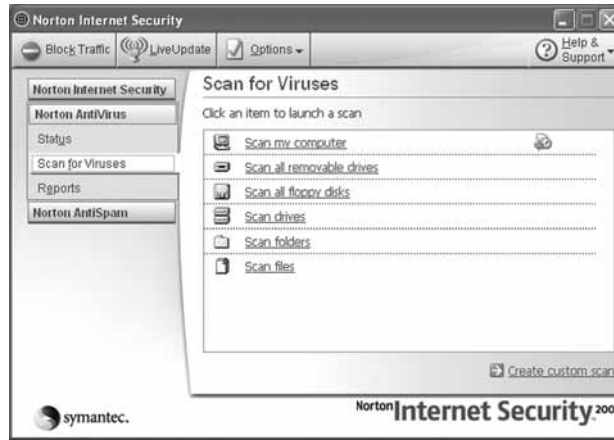 Norton Internet Security
Block Traffic LiveUpdate Options Help & Support
Norton Internet Security
Norton AntiVirus
Status
Scan for Viruses
Reports
Norton AntiSpam
Scan for Viruses
Click an item to launch a scan
Scan my computer
Scan all removable drives
Scan all floppy disks
Scan drives
Scan folders
Scan files
Create custom scan
symantec.
Norton Internet Security 200